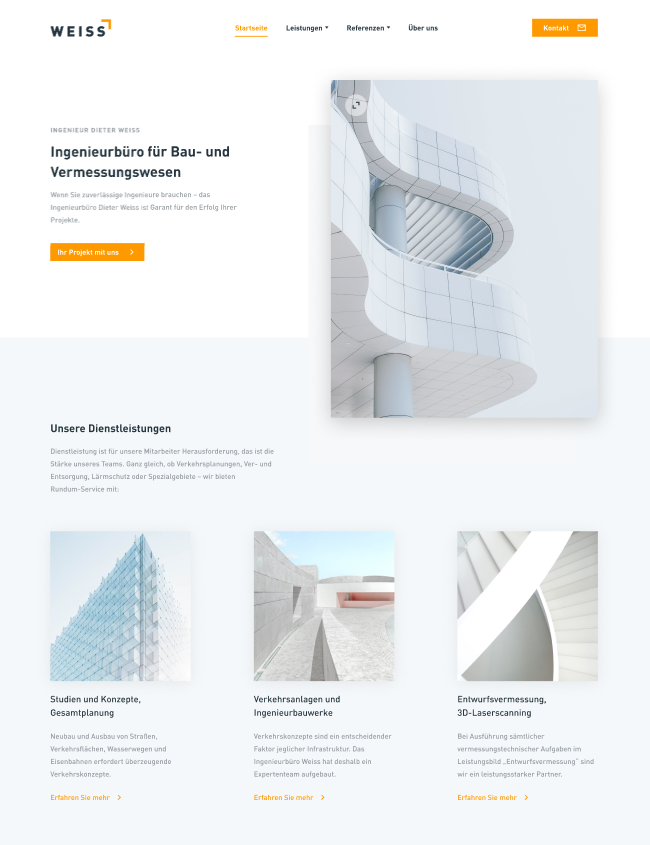 WEISS
Startseite
Leistungen
Referenzen
Über uns
Kontakt
INGENIEUR DIETER WEISS
Ingenieurbüro für Bau- und
Vermessungswesen
Wenn Sie zuverlässige Ingenieure brauchen – das
Ingenieurbüro Dieter Weiss ist Garant für den Erfolg Ihrer
Projekte.
Ihr Projekt mit uns
Unsere Dienstleistungen
Dienstleistung ist für unsere Mitarbeiter Herausforderung, das ist die
Stärke unseres Teams. Ganz gleich, ob Verkehrsplanungen, Ver- und
Entsorgung, Lärmschutz oder Spezialgebiete – wir bieten
Rundum-Service mit:
Studien und Konzepte,
Gesamtplanung
Neubau und Ausbau von Straßen,
Verkehrsflächen, Wasserwegen und
Eisenbahnen erfordert überzeugende
Verkehrskonzepte.
Erfahren Sie mehr
Verkehrsanlagen und
Ingenieurbauwerke
Verkehrskonzepte sind ein entscheidender
Faktor jeglicher Infrastruktur. Das
Ingenieurbüro Weiss hat deshalb ein
Expertenteam aufgebaut.
Erfahren Sie mehr
Entwurfsvermessung,
3D-Laserscanning
Bei Ausführung sämtlicher
vermessungstechnischer Aufgaben im
Leistungsbild „Entwurfsvermessung“ sind
wir ein leistungsstarker Partner.
Erfahren Sie mehr